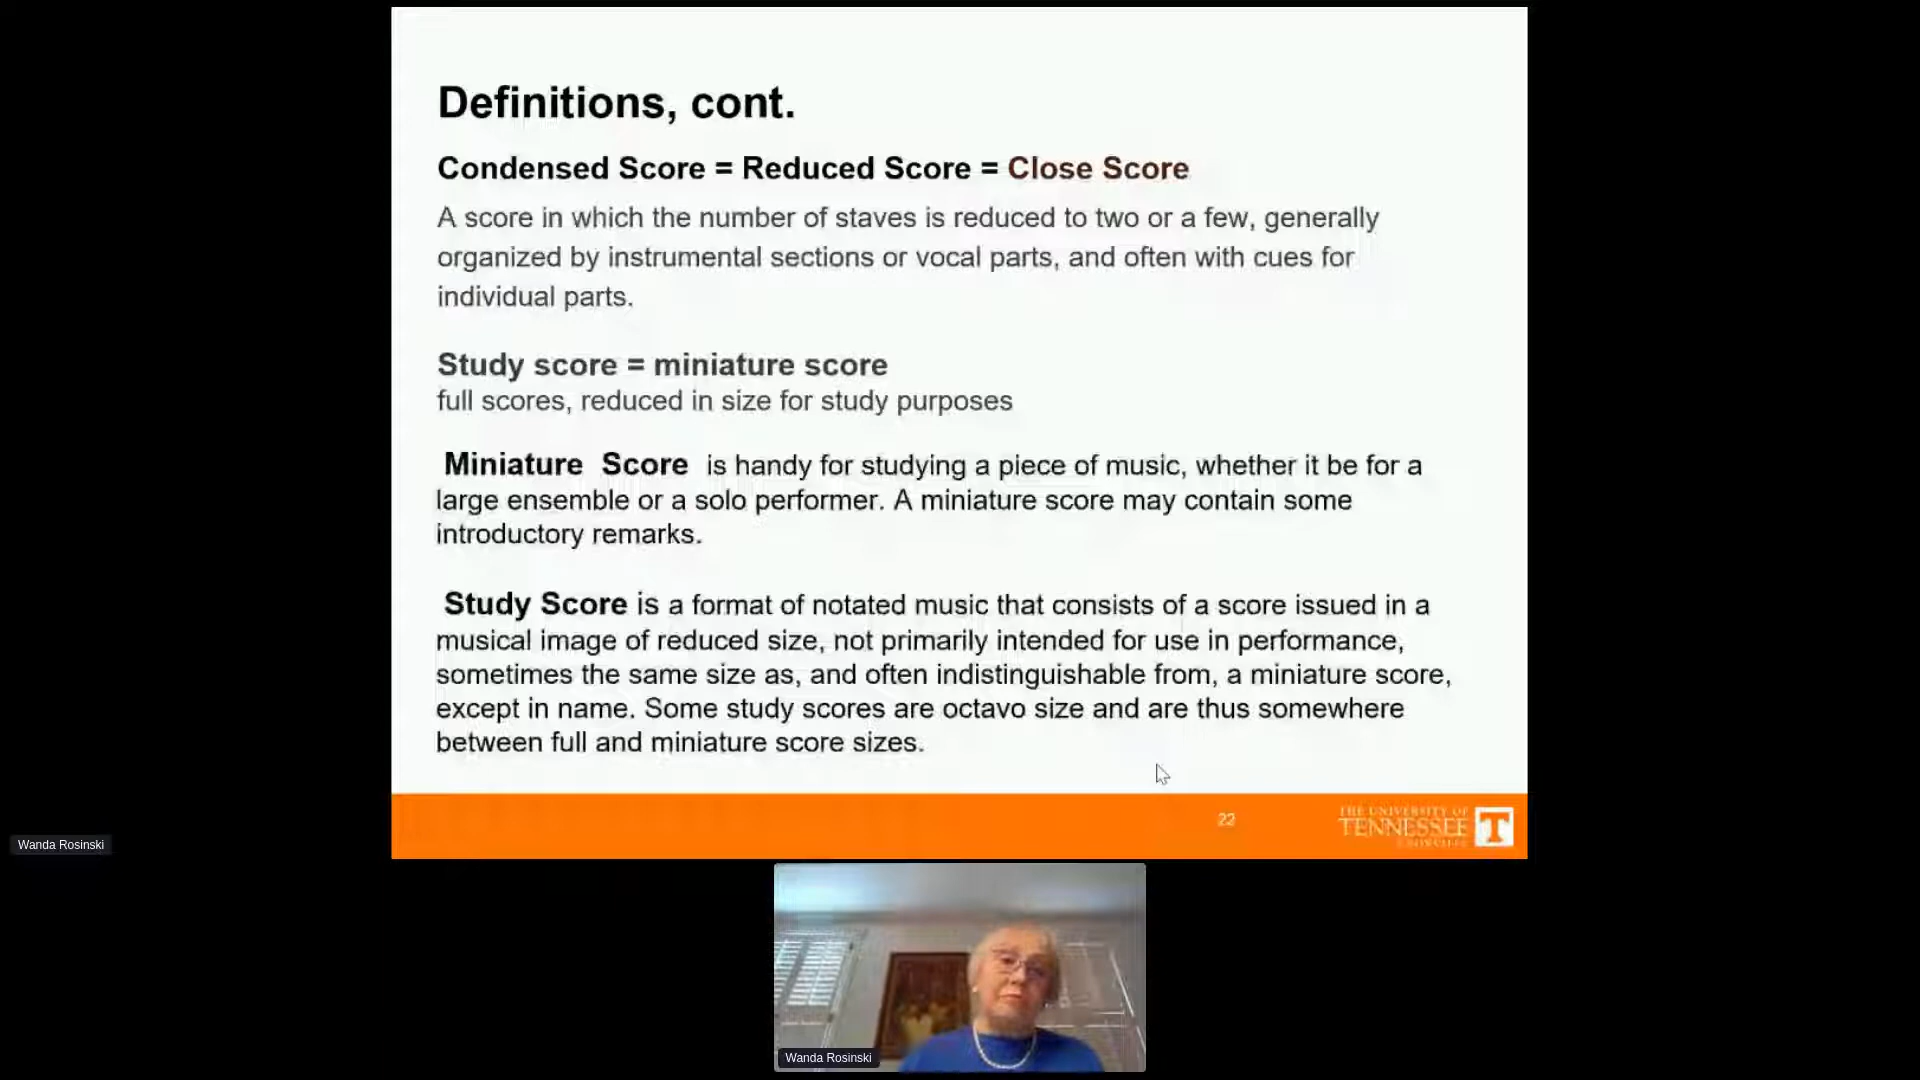 Definitions, cont.
Condensed Score = Reduced Score = Close Score
A score in which the number of staves is reduced to two or a few, generally
organized by instrumental sections or vocal parts, and often with cues for
individual parts.
Study score = miniature score
full scores, reduced in size for study purposes
Miniature Score is handy for studying a piece of music, whether it be for a
large ensemble or a solo performer. A miniature score may contain some
introductory remarks.
Study Score is a format of notated music that consists of a score issued in a
musical image of reduced size, not primarily intended for use in performance,
sometimes the same size as, and often indistinguishable from, a miniature score,
except in name. Some study scores are octavo size and are thus somewhere
between full and miniature score sizes.
22
THE UNIVERSITY OF
TENNESSEE
T
Wanda Rosinski
Wanda Rosinski